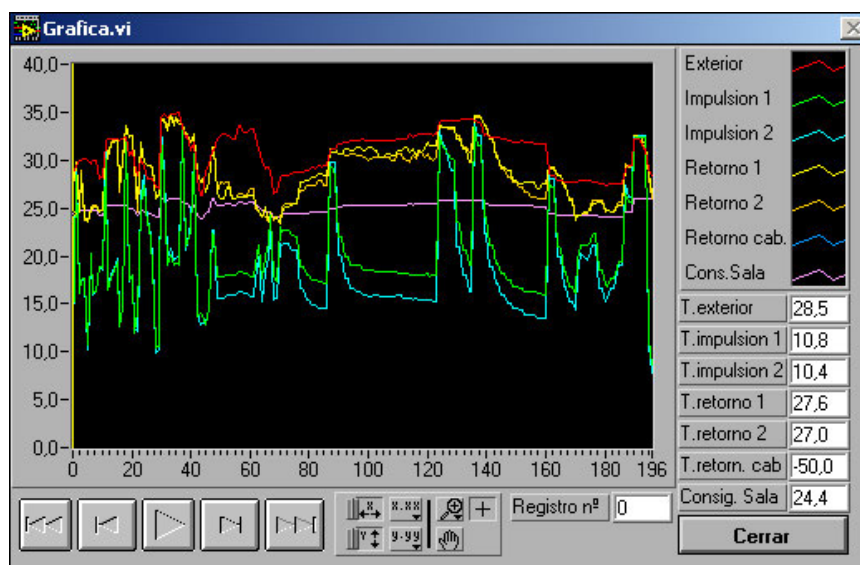 Grafica.vi
40,0
35,0
30,0
25,0
20,0
15,0
10,0
5,0
0,0
0 20 40 60 80 100 120 140 160 196
Exterior
Impulsion 1
Impulsion 2
Retorno 1
Retorno 2
Retorno cab.
Cons.Sala
T.exterior 28,5
T.impulsion 1 10,8
T.impulsion 2 10,4
T.retorno 1 27,6
T.retorno 2 27,0
T.retorn. cab -50,0
Consig. Sala 24,4
X X.XX
Y Y.YY
Registro nº 0
Cerrar